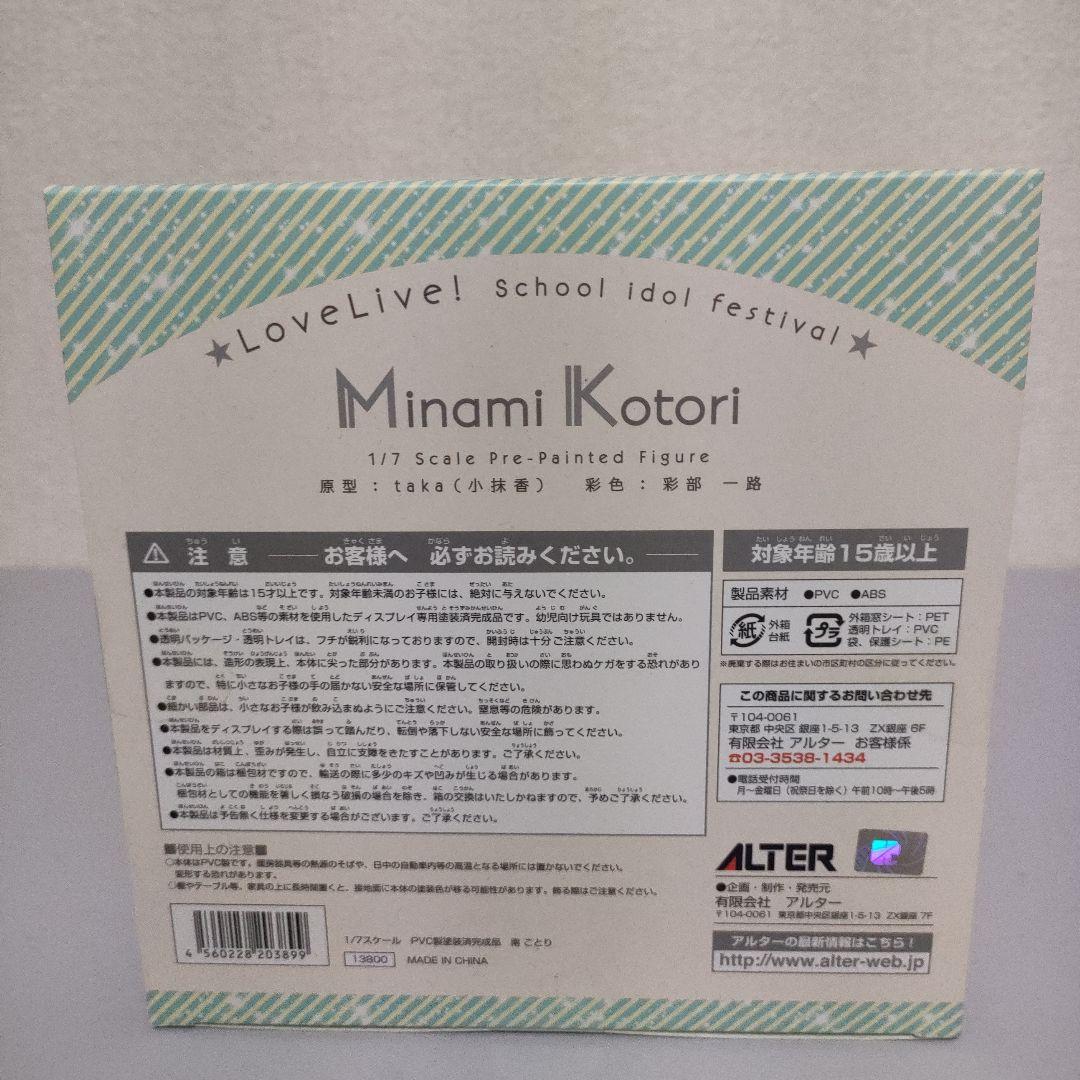 ★LoveLive! School idol festival★
Minami Kotori
1/7 Scale Pre-Painted Figure
原型:taka(小抹香) 彩色:彩部 一路
注意 お客様へ 必ずお読みください。
●本製品の対象年齢は15才以上です。対象年齢未満のお子様には、絶対に与えないでください。
●本製品はPVC、ABS等の素材を使用したディスプレイ専用塗装済完成品です。幼児向け玩具ではありません。
●透明パッケージ・透明トレイは、フチが鋭利になっておりますので、開封時は十分ご注意ください。
●本製品には、造形の表現上、本体に尖った部分があります。本製品の取り扱いの際に思わぬケガをする恐れがあり
ますので、特に小さなお子様の手の届かない安全な場所に保管してください。
●細かい部品は、小さなお子様が飲み込まぬようにご注意ください。窒息等の危険があります。
●本製品をディスプレイする際は誤って踏んだり、転倒や落下しない安全な場所に飾ってください。
●本製品は材質上、歪みが発生し、自立に支障をきたすことがあります。ご了承ください。
●本製品の箱は梱包材ですので、輸送の際に多少のキズや凹みが生じる場合があります。
梱包材としての機能を著しく損なう破損の場合を除き、箱の交換はいたしかねますので、予めご了承ください。
●本製品は予告無く仕様を変更する場合がございます。ご了承ください。
■使用上の注意■
○本体はPVC製です。暖房器具等の熱源のそばや、日中の自動車内等の高温となる場所には置かないでください。
変形する恐れがあります。
○棚やテーブル等、家具の上に長時間置くと、接地面に本体の塗装色が移る可能性があります。飾る際はご注意ください。
4 560228 203899
1/7スケール PVC製塗装済完成品 南 ことり
13800 MADE IN CHINA
対象年齢15歳以上
製品素材 ●PVC ●ABS
紙 外箱
台紙
プラ 外箱窓シート:PET
透明トレイ:PVC
袋、保護シート:PE
※廃棄する際はお住まいの市区町村の区分に従ってください。
この商品に関するお問い合わせ先
〒104-0061
東京都 中央区 銀座1-5-13 ZX銀座 6F
有限会社 アルター お客様係
☎03-3538-1434
●電話受付時間
月〜金曜日(祝祭日を除く)午前10時〜午後5時
ALTER
●企画・制作・発売元
有限会社 アルター
〒104-0061 東京都中央区銀座1-5-13 ZX銀座 7F
アルターの最新情報はこちら!
http://www.alter-web.jp